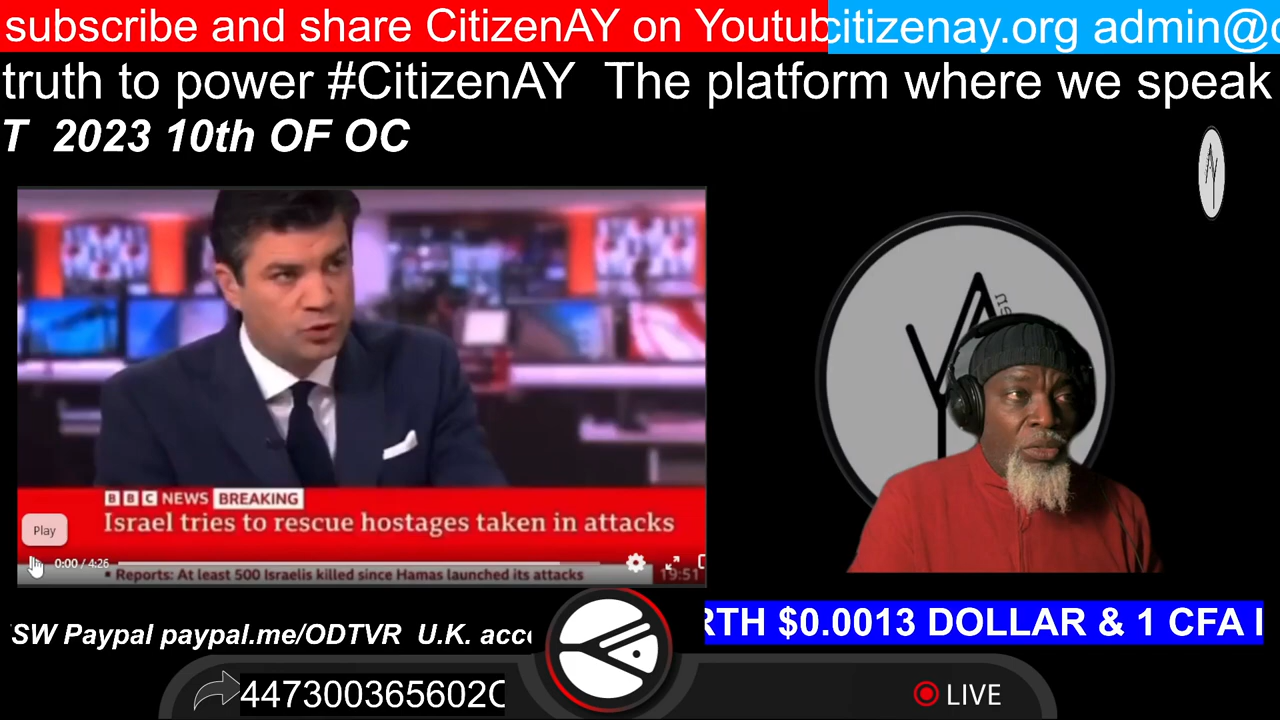 subscribe and share CitizenAY on Youtub
citizenay.org admin@c
truth to power #CitizenAY The platform where we speak
T 2023 10th OF OC
AY
BBC NEWS BREAKING
Israel tries to rescue hostages taken in attacks
Play
0:00 / 4:26
• Reports: At least 500 Israelis killed since Hamas launched its attacks
19:51
SW Paypal paypal.me/ODTVR U.K. acc
RTH $0.0013 DOLLAR & 1 CFA I
447300365602
LIVE